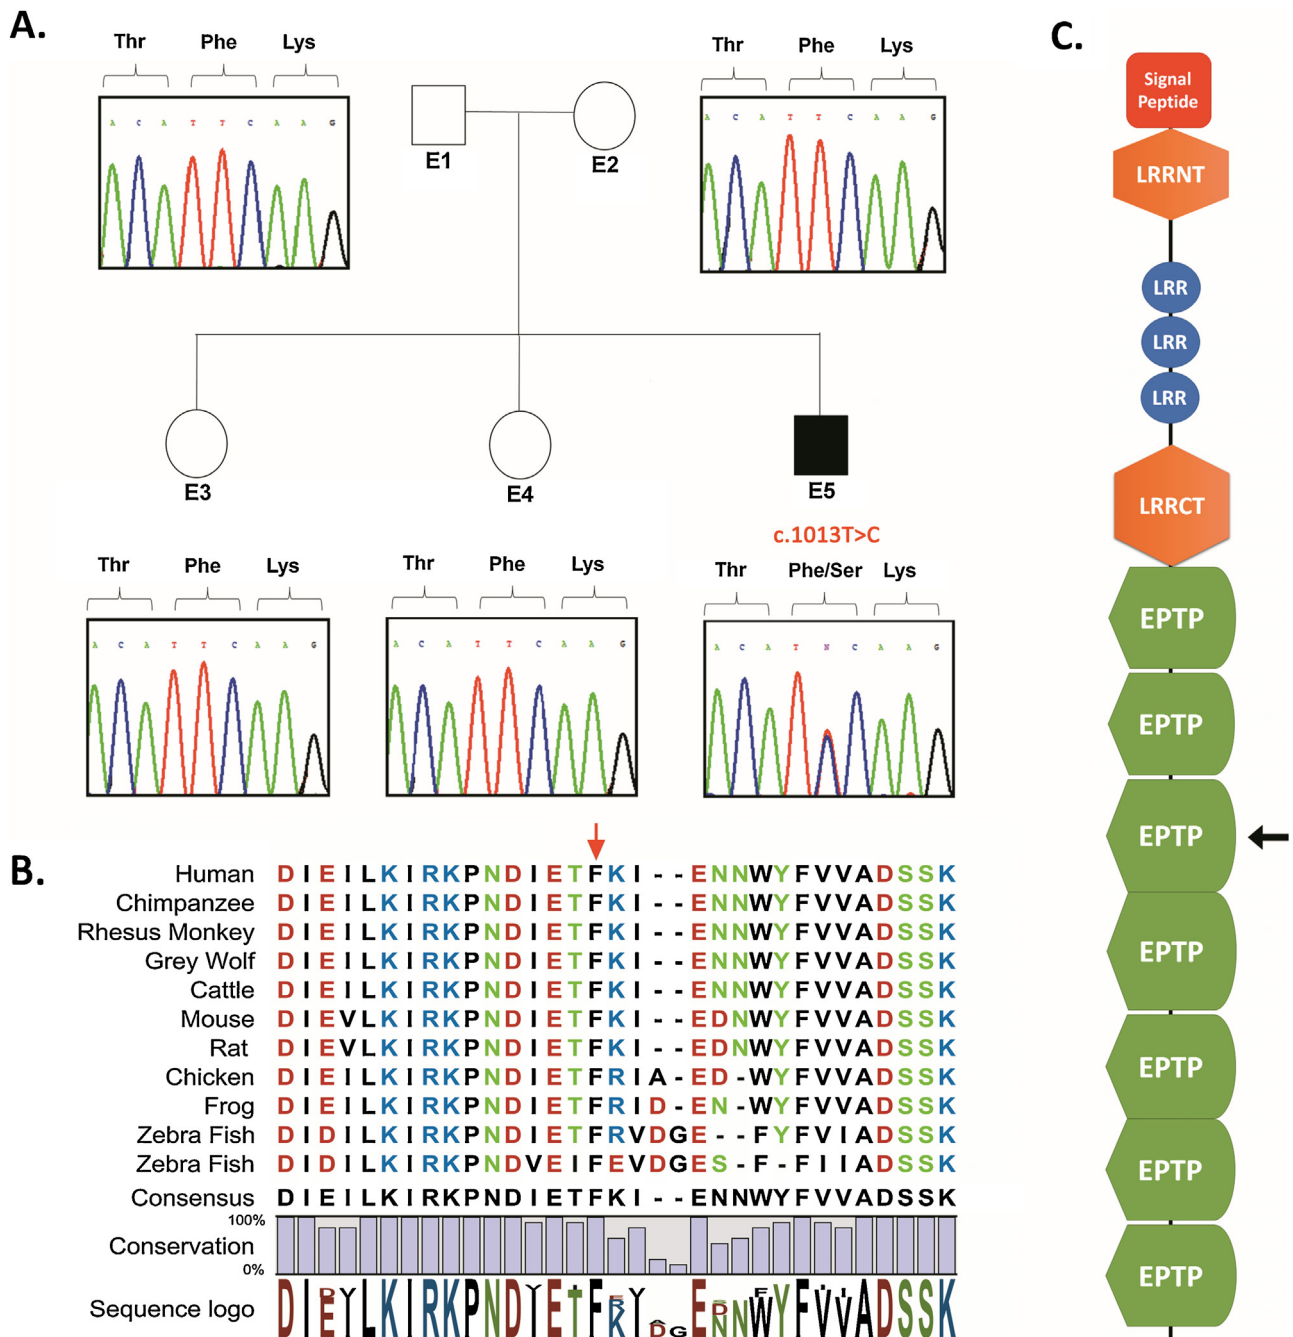 A.
Thr Phe Lys
A C A T T C A A G
E1
E2
Thr Phe Lys
A C A T T C A A G
E3
E4
E5
c.1013T>C
Thr Phe Lys
A C A T T C A A G
Thr Phe Lys
A C A T T C A A G
Thr Phe/Ser Lys
A C A T N C A A G
B.
Human DIEILKIRKPNDIETFKI--ENNWYFVVADSSK
Chimpanzee DIEILKIRKPNDIETFKI--ENNWYFVVADSSK
Rhesus Monkey DIEILKIRKPNDIETFKI--ENNWYFVVADSSK
Grey Wolf DIEILKIRKPNDIETFKI--ENNWYFVVADSSK
Cattle DIEILKIRKPNDIETFKI--ENNWYFVVADSSK
Mouse DIEVLKIRKPNDIETFKI--EDNWYFVVADSSK
Rat DIEVLKIRKPNDIETFKI--EDNWYFVVADSSK
Chicken DIEILKIRKPNDIETFRIA-ED-WYFVVADSSK
Frog DIEILKIRKPNDIETFRID-EN-WYFVVADSSK
Zebra Fish DIDILKIRKPNDIETFRVDGE--FYFVIADSSK
Zebra Fish DIDILKIRKPNDVEIFEVDGES-F-FIIADSSK
Consensus DIEILKIRKPNDIETFKI--ENNWYFVVADSSK
100%
Conservation
0%
Sequence logo
C.
Signal
Peptide
LRRNT
LRR
LRR
LRR
LRRCT
EPTP
EPTP
EPTP
EPTP
EPTP
EPTP
EPTP